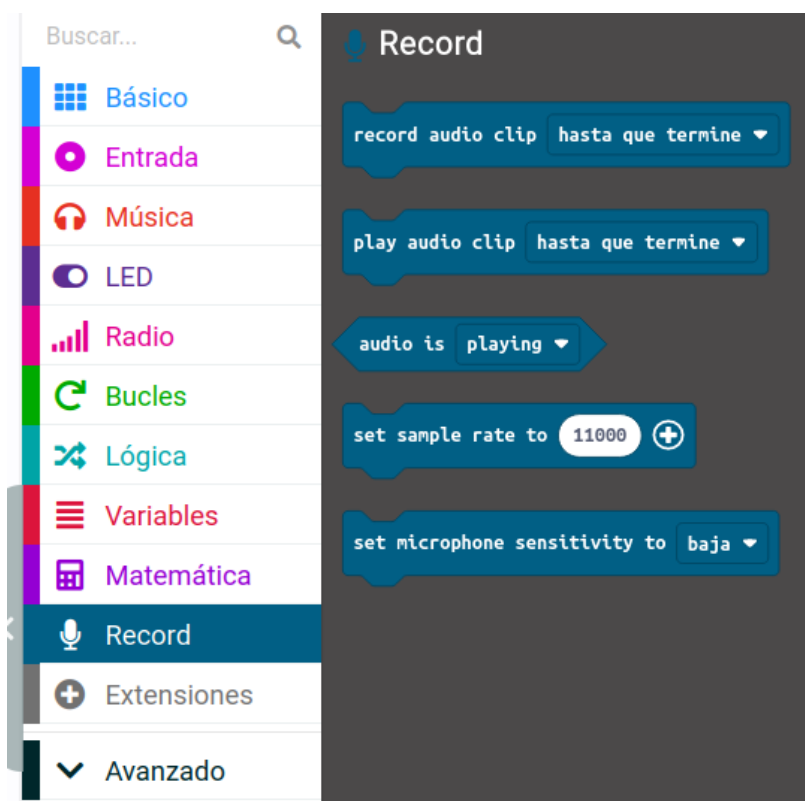 Buscar...
Básico
Entrada
Música
LED
Radio
Bucles
Lógica
Variables
Matemática
Record
Extensiones
Avanzado
Record
record audio clip hasta que termine
play audio clip hasta que termine
audio is playing
set sample rate to 11000
set microphone sensitivity to baja